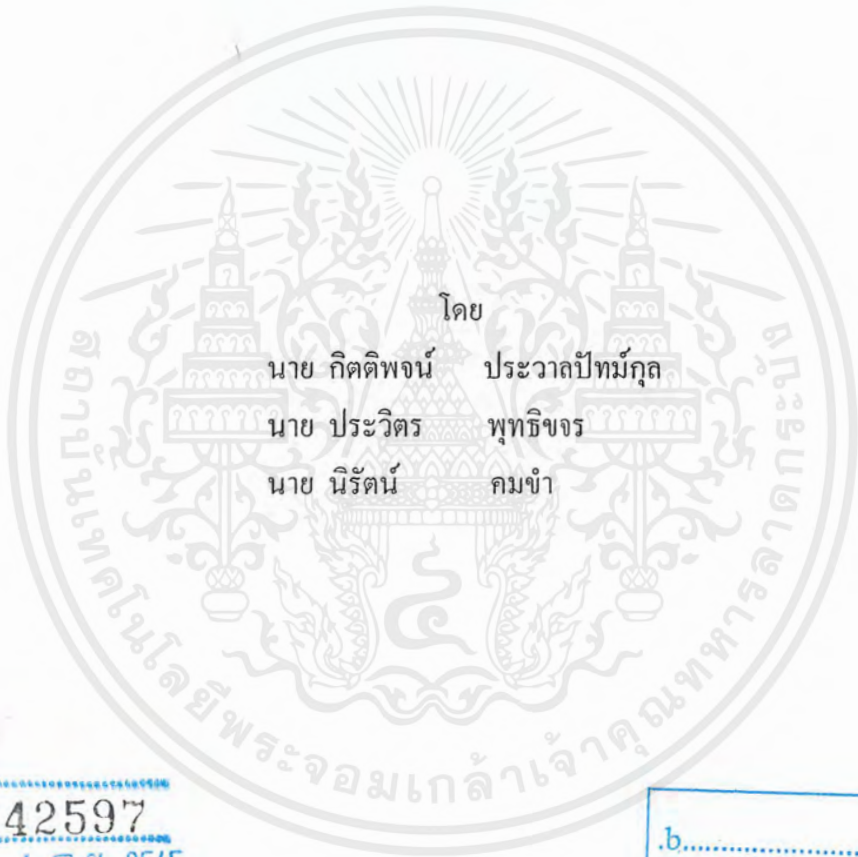 โดย
นาย กิตติพจน์ ประวาลปัทม์กุล
นาย ประวิตร พุทธิขจร
นาย นิรัตน์ คมขำ
สถาบันเทคโนโลยีพระจอมเกล้าเจ้าคุณทหารลาดกระบัง
42597
.b